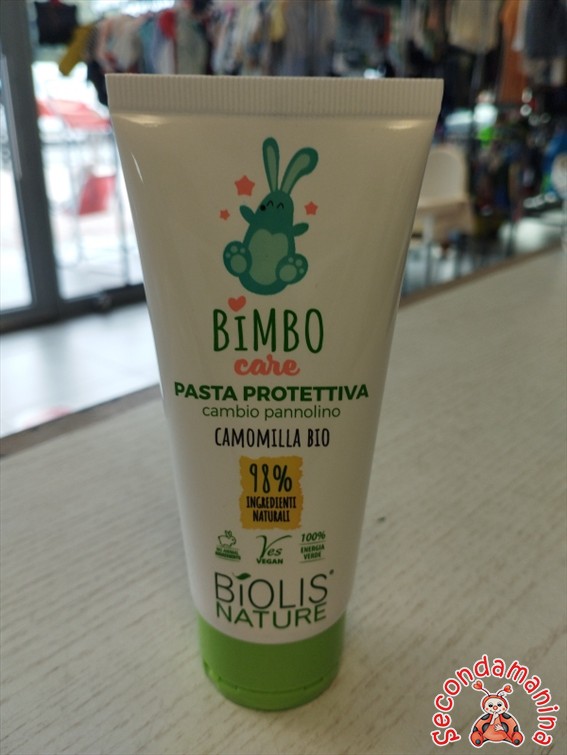 BiMBO
care
PASTA PROTETTIVA
cambio pannolino
CAMOMILLA BIO
98%
INGREDIENTI
NATURALI
Yes
VEGAN
100%
ENERGIA
VERDE
BiOLIS
NATURE
secondamanina